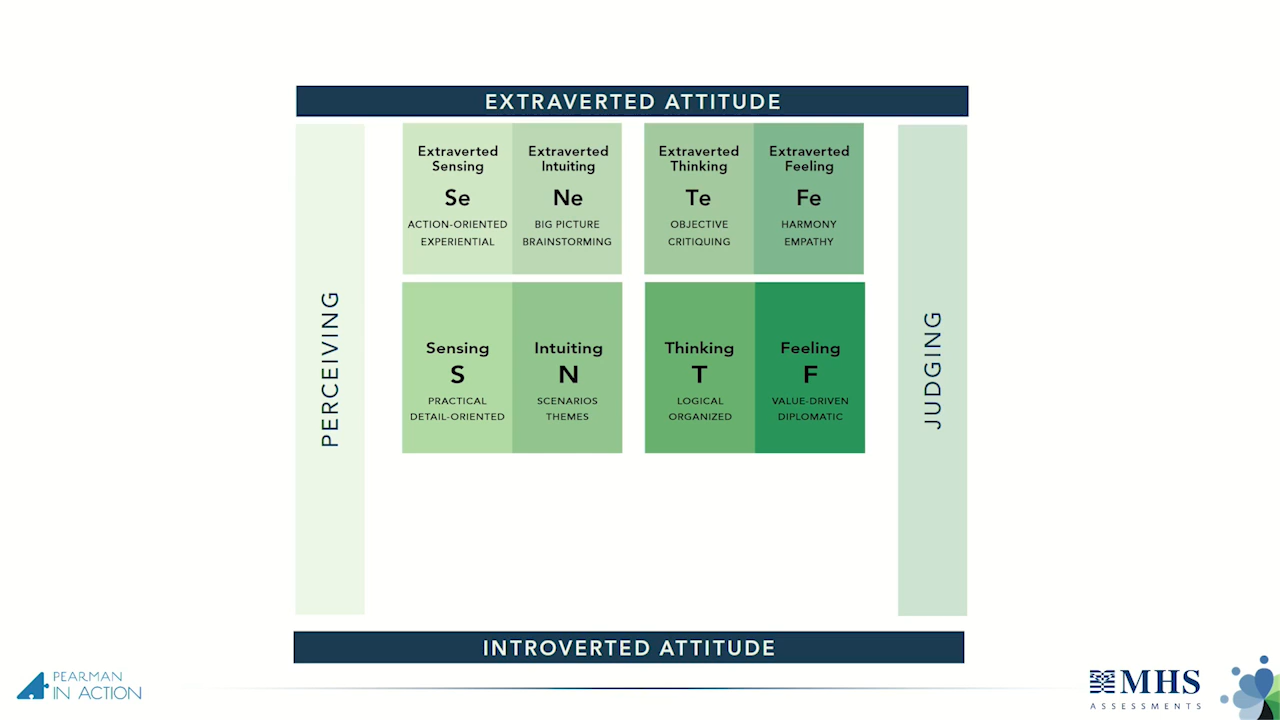 EXTRAVERTED ATTITUDE
PERCEIVING
Extraverted
Sensing
Se
ACTION-ORIENTED
EXPERIENTIAL
Extraverted
Intuiting
Ne
BIG PICTURE
BRAINSTORMING
Extraverted
Thinking
Te
OBJECTIVE
CRITIQUING
Extraverted
Feeling
Fe
HARMONY
EMPATHY
Sensing
S
PRACTICAL
DETAIL-ORIENTED
Intuiting
N
SCENARIOS
THEMES
Thinking
T
LOGICAL
ORGANIZED
Feeling
F
VALUE-DRIVEN
DIPLOMATIC
JUDGING
INTROVERTED ATTITUDE
PEARMAN
IN ACTION
MHS
ASSESSMENTS